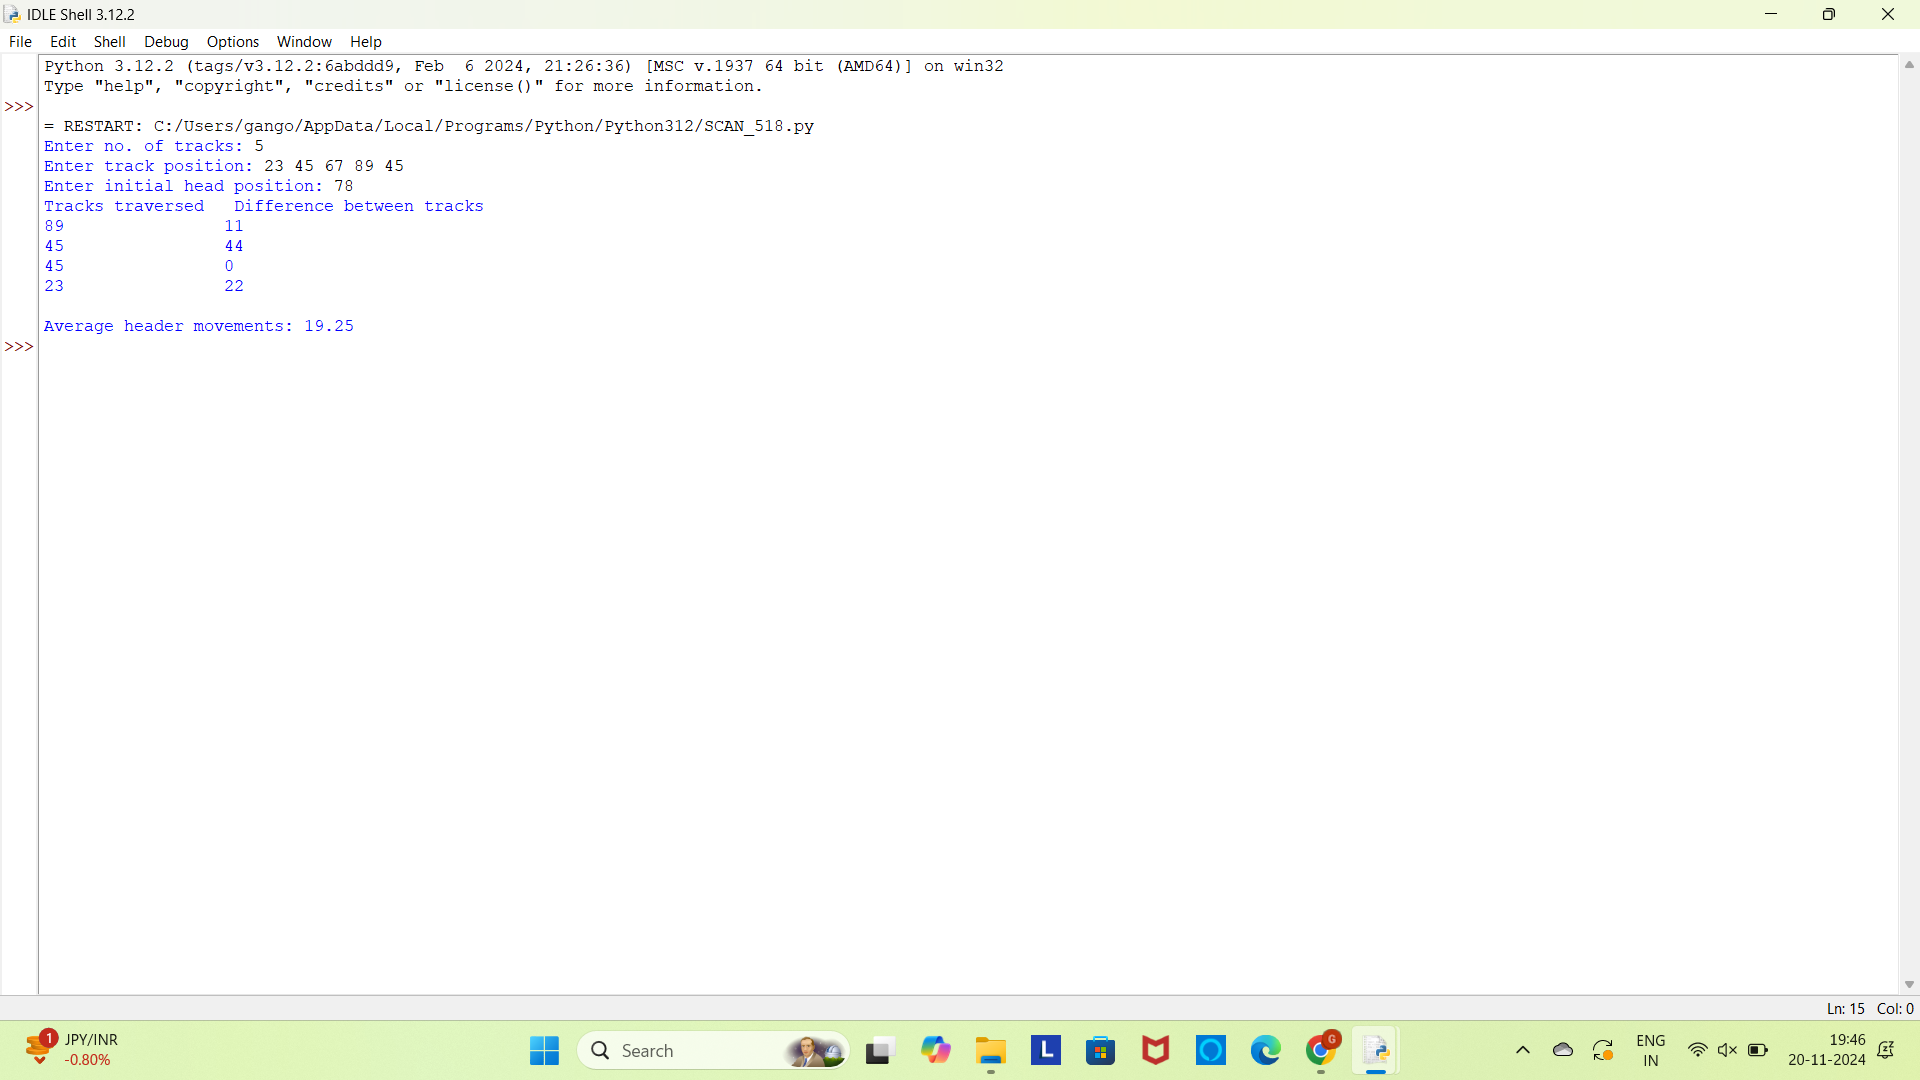 IDLE Shell 3.12.2
File Edit Shell Debug Options Window Help
Python 3.12.2 (tags/v3.12.2:6abddd9, Feb  6 2024, 21:26:36) [MSC v.1937 64 bit (AMD64)] on win32
Type "help", "copyright", "credits" or "license()" for more information.
>>>
= RESTART: C:/Users/gango/AppData/Local/Programs/Python/Python312/SCAN_518.py
Enter no. of tracks: 5
Enter track position: 23 45 67 89 45
Enter initial head position: 78
Tracks traversed   Difference between tracks
89                11
45                44
45                0
23                22
Average header movements: 19.25
>>>
Ln: 15 Col: 0
1 JPY/INR
-0.80%
Search
L
G
ENG
IN
19:46
20-11-2024